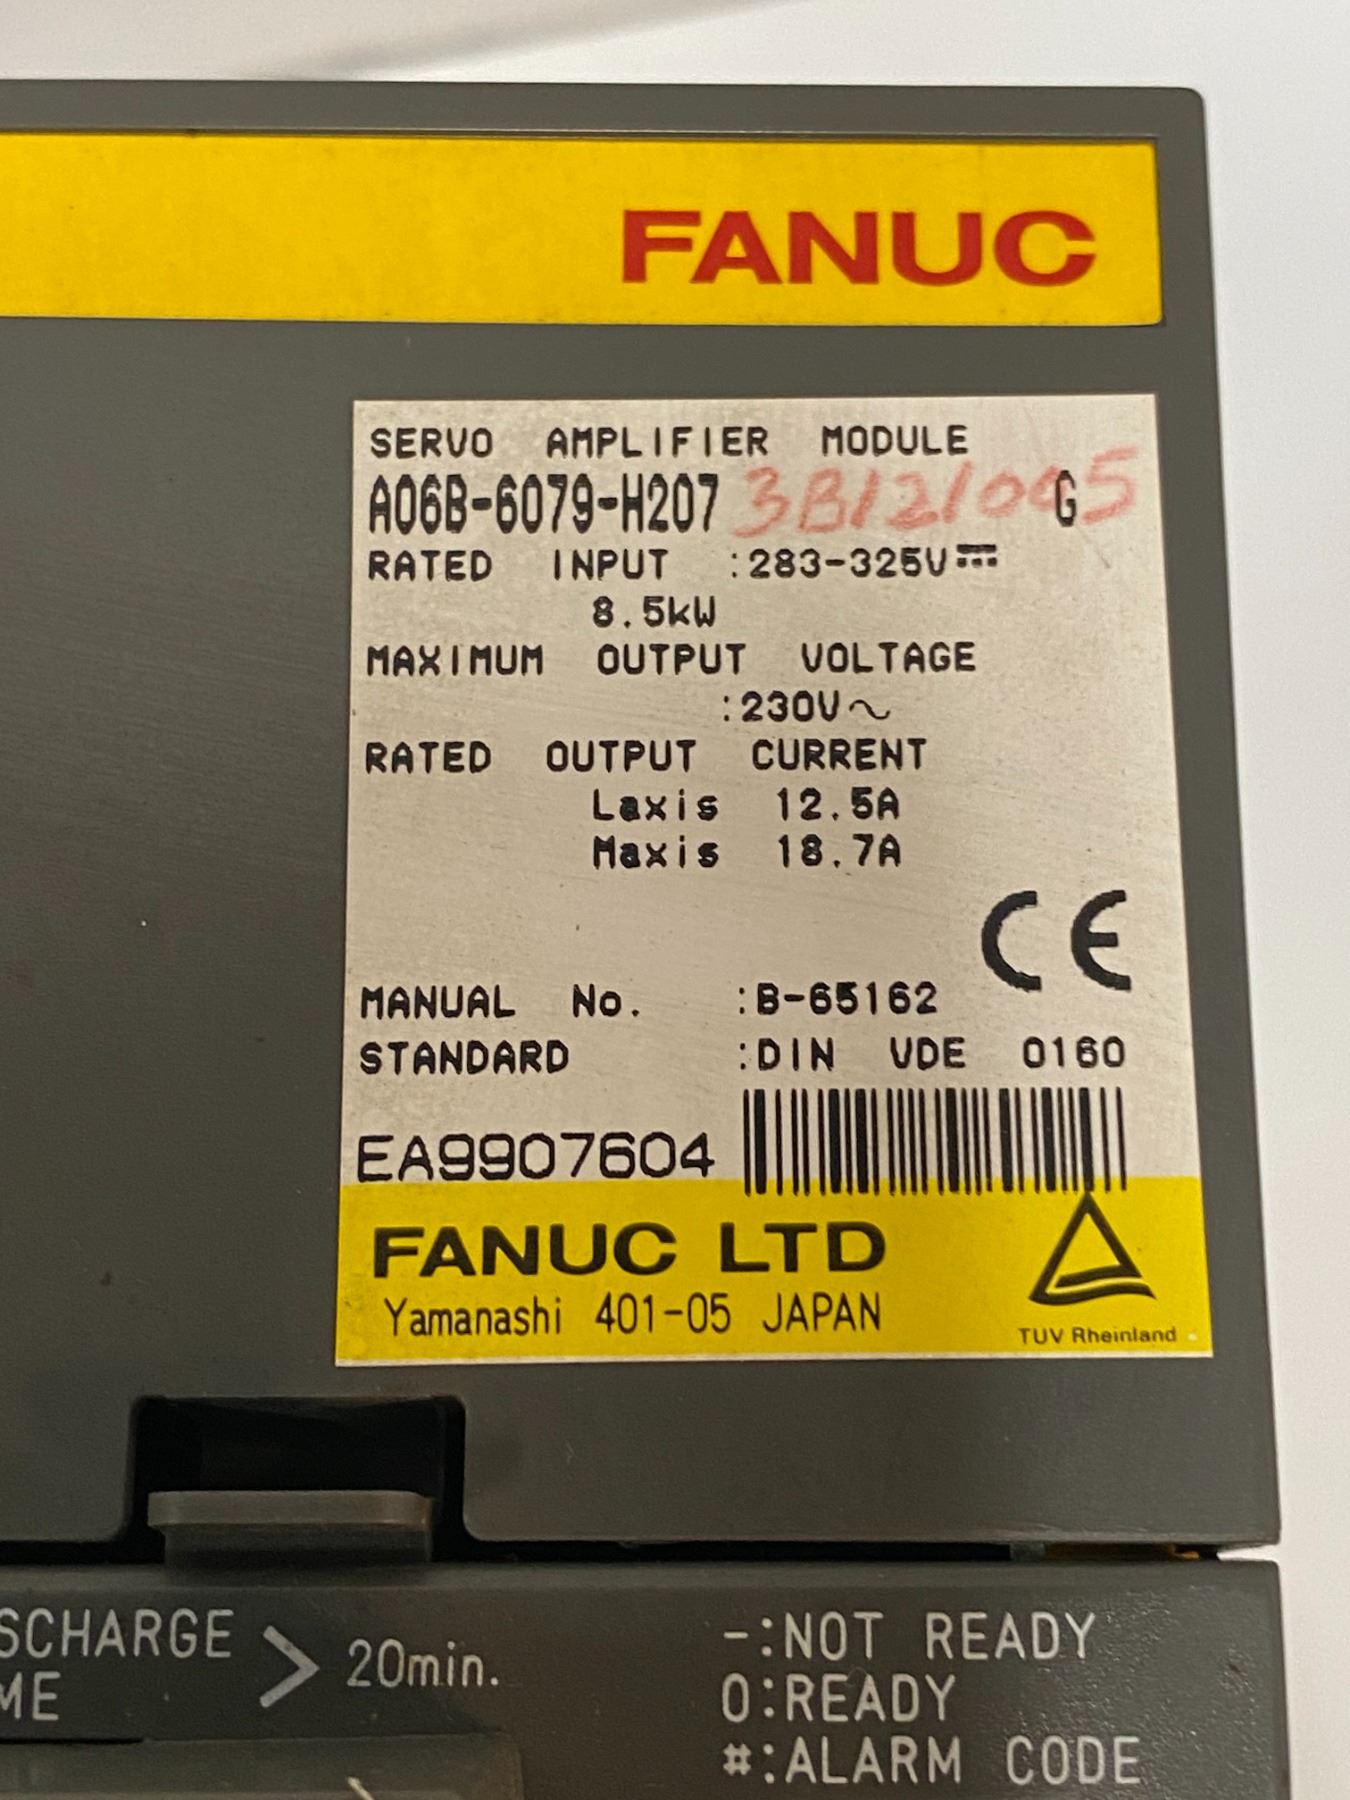 FANUC
SERVO AMPLIFIER MODULE
A06B-6079-H207 3B121005 G
RATED INPUT :283-325V⎓
8.5kW
MAXIMUM OUTPUT VOLTAGE
:230V～
RATED OUTPUT CURRENT
Laxis 12.5A
Maxis 18.7A
CE
MANUAL No. :B-65162
STANDARD :DIN VDE 0160
EA9907604
FANUC LTD
Yamanashi 401-05 JAPAN
TUV Rheinland
SCHARGE > 20min.
ME
-:NOT READY
0:READY
#:ALARM CODE